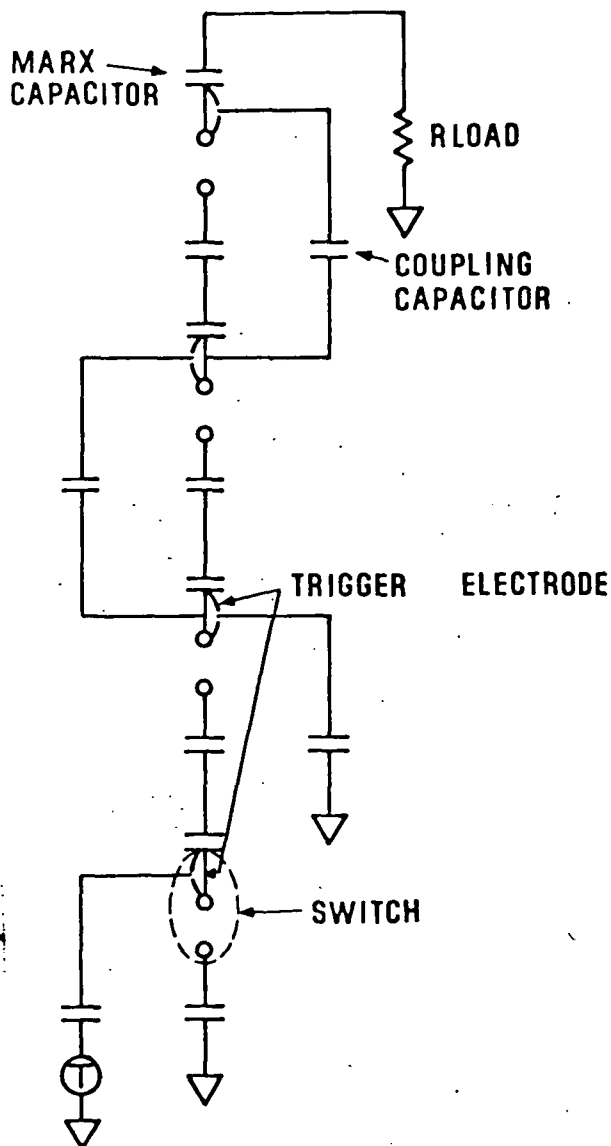 MARX
CAPACITOR
RLOAD
COUPLING
CAPACITOR
TRIGGER ELECTRODE
SWITCH
T